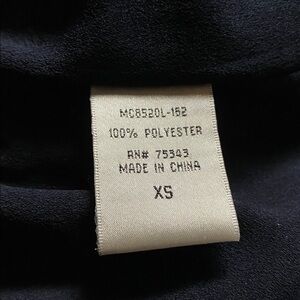 MC8520L-162
100% POLYESTER
RN# 75343
MADE IN CHINA
XS